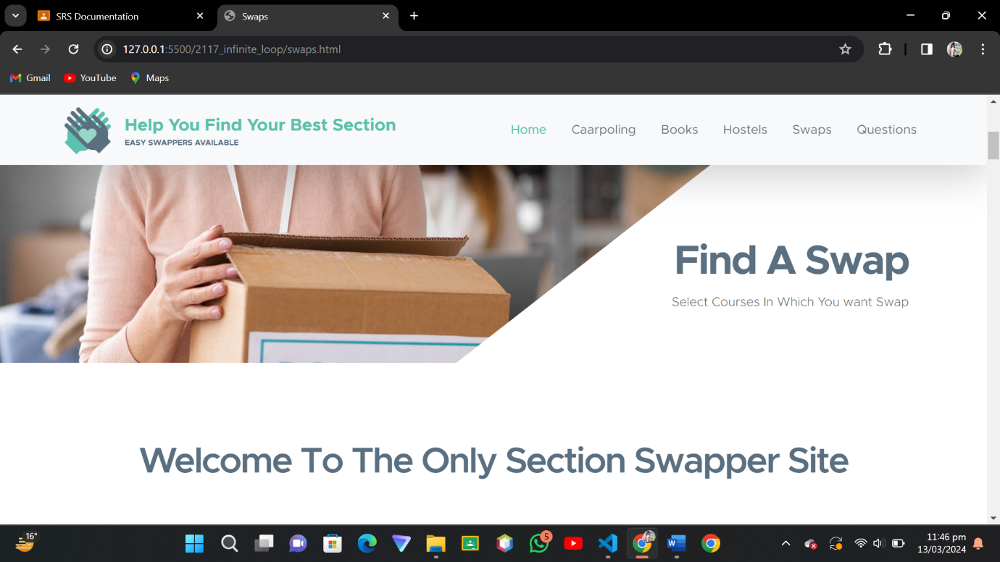 SRS Documentation
Swaps
127.0.0.1:5500/2117_infinite_loop/swaps.html
Gmail
YouTube
Maps
Help You Find Your Best Section
EASY SWAPPERS AVAILABLE
Home
Caarpoling
Books
Hostels
Swaps
Questions
Find A Swap
Select Courses In Which You want Swap
Welcome To The Only Section Swapper Site
16°
5
11:46 pm
13/03/2024